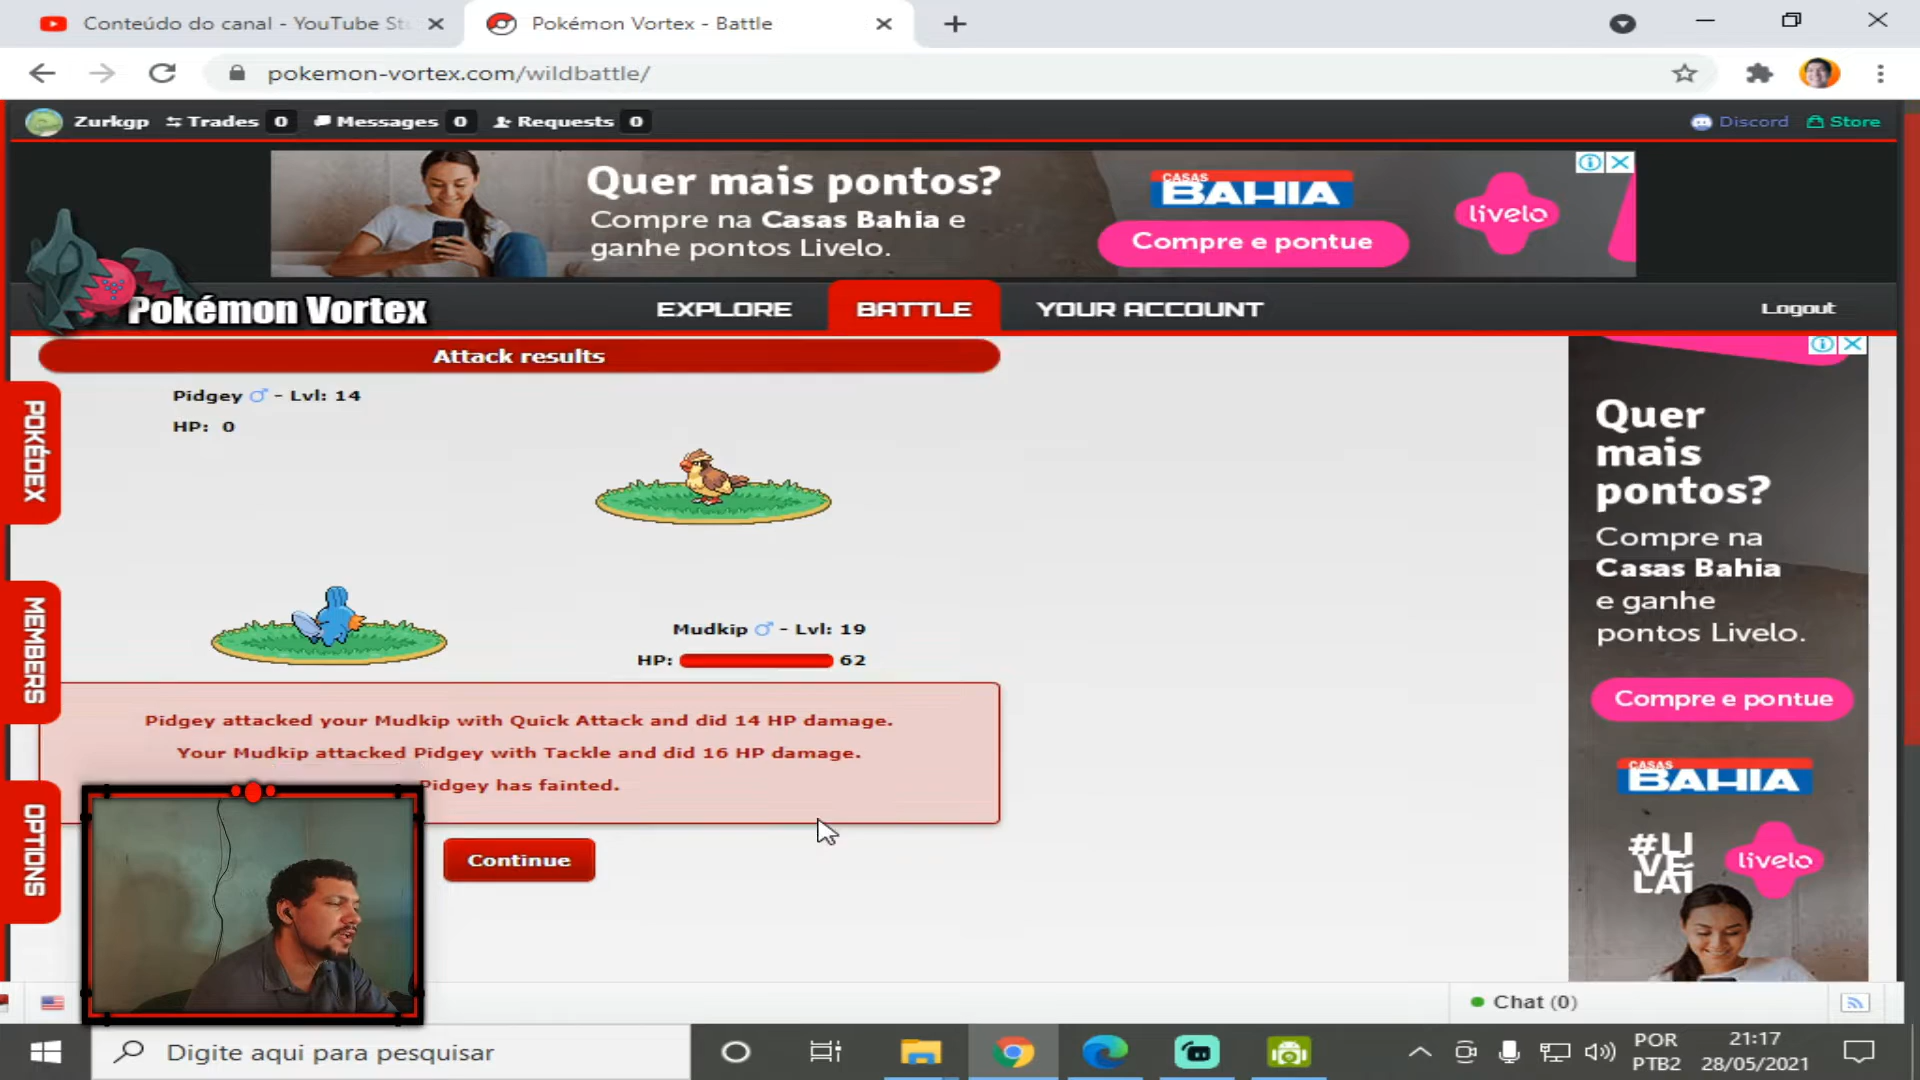 Conteúdo do canal - YouTube St
Pokémon Vortex - Battle
pokemon-vortex.com/wildbattle/
Zurkgp Trades 0 Messages 0 Requests 0
Discord Store
Quer mais pontos?
Compre na Casas Bahia e
ganhe pontos Livelo.
CASAS
BAHIA
Compre e pontue
livelo
Pokémon Vortex
EXPLORE
BATTLE
YOUR ACCOUNT
Logout
Attack results
Pidgey ♂ - Lvl: 14
HP: 0
Mudkip ♂ - Lvl: 19
HP: 62
Pidgey attacked your Mudkip with Quick Attack and did 14 HP damage.
Your Mudkip attacked Pidgey with Tackle and did 16 HP damage.
Pidgey has fainted.
Continue
POKÉDEX
MEMBERS
OPTIONS
Quer
mais
pontos?
Compre na
Casas Bahia
e ganhe
pontos Livelo.
Compre e pontue
CASAS
BAHIA
#LI
VE
LAI
livelo
Chat (0)
Digite aqui para pesquisar
POR
PTB2
21:17
28/05/2021